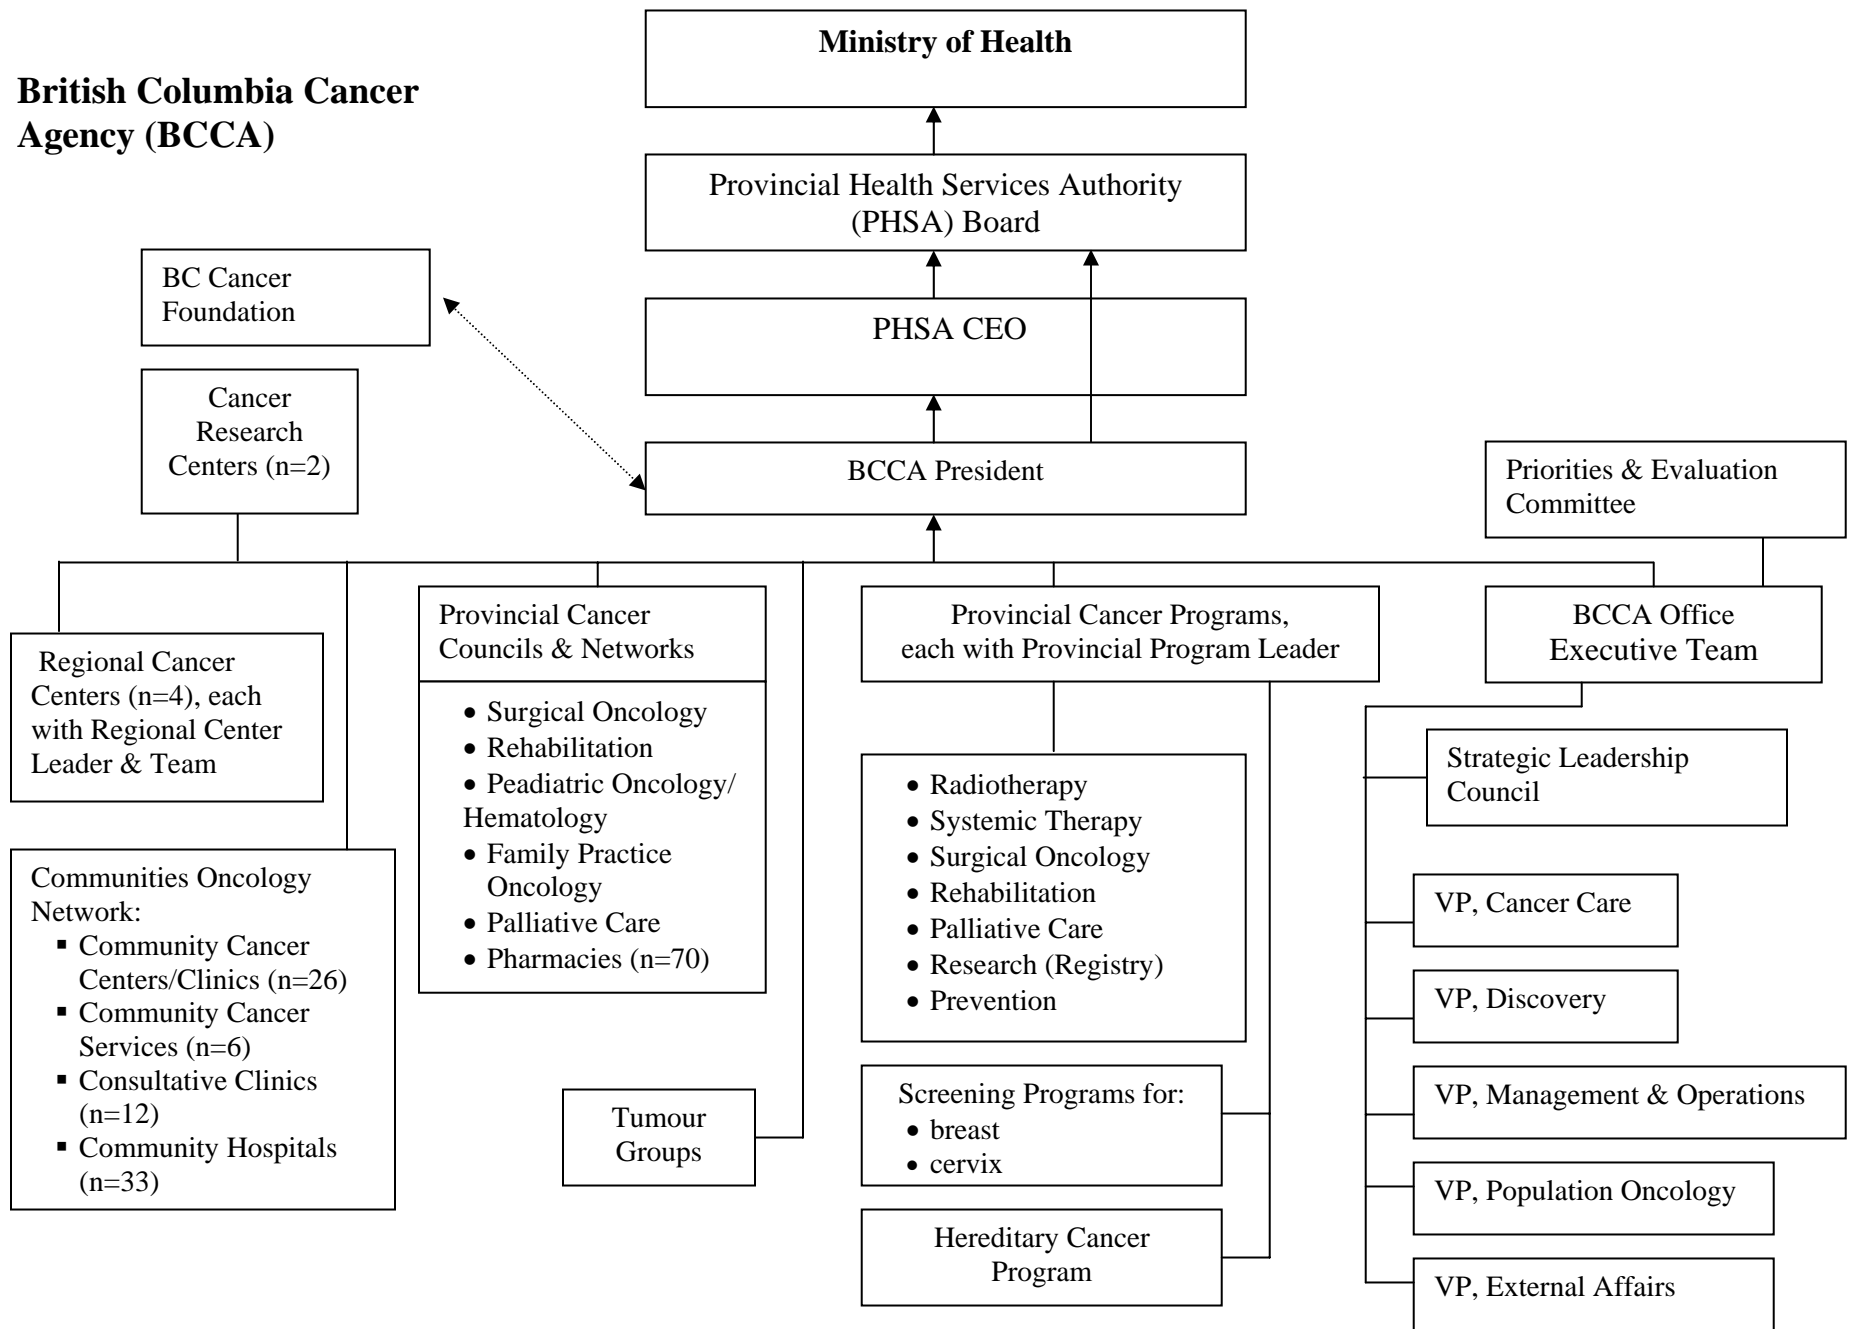 British Columbia Cancer
Agency (BCCA)
Ministry of Health
Provincial Health Services Authority
(PHSA) Board
BC Cancer
Foundation
PHSA CEO
Cancer
Research
Centers (n=2)
BCCA President
Priorities & Evaluation
Committee
Regional Cancer
Centers (n=4), each
with Regional Center
Leader & Team
Communities Oncology
Network:
▪ Community Cancer
Centers/Clinics (n=26)
▪ Community Cancer
Services (n=6)
▪ Consultative Clinics
(n=12)
▪ Community Hospitals
(n=33)
Provincial Cancer
Councils & Networks
• Surgical Oncology
• Rehabilitation
• Peadiatric Oncology/
Hematology
• Family Practice
Oncology
• Palliative Care
• Pharmacies (n=70)
Tumour
Groups
Provincial Cancer Programs,
each with Provincial Program Leader
• Radiotherapy
• Systemic Therapy
• Surgical Oncology
• Rehabilitation
• Palliative Care
• Research (Registry)
• Prevention
Screening Programs for:
• breast
• cervix
Hereditary Cancer
Program
BCCA Office
Executive Team
Strategic Leadership
Council
VP, Cancer Care
VP, Discovery
VP, Management & Operations
VP, Population Oncology
VP, External Affairs